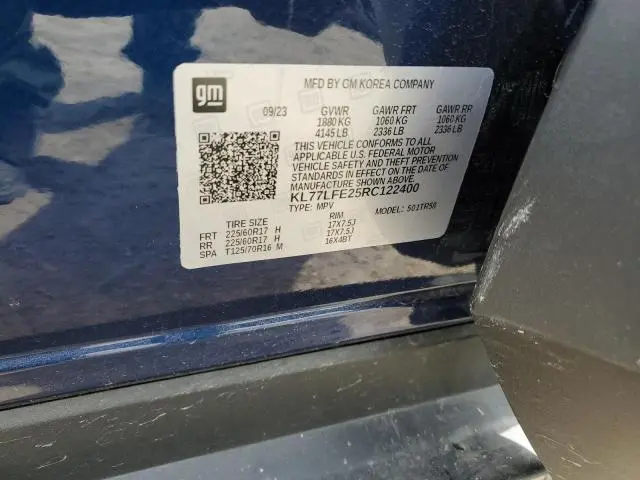 gm
MFD BY GM KOREA COMPANY
09/23 GVWR GAWR FRT GAWR RR
1880 KG 1060 KG 1060 KG
4145 LB 2336 LB 2336 LB
THIS VEHICLE CONFORMS TO ALL
APPLICABLE U.S. FEDERAL MOTOR
VEHICLE SAFETY AND THEFT PREVENTION
STANDARDS IN EFFECT ON THE DATE OF
MANUFACTURE SHOWN ABOVE.
KL77LFE25RC122400
TYPE: MPV MODEL: 501TR58
TIRE SIZE RIM
FRT 225/60R17 H 17X7.5J
RR 225/60R17 H 17X7.5J
SPA T125/70R16 M 16X4BT